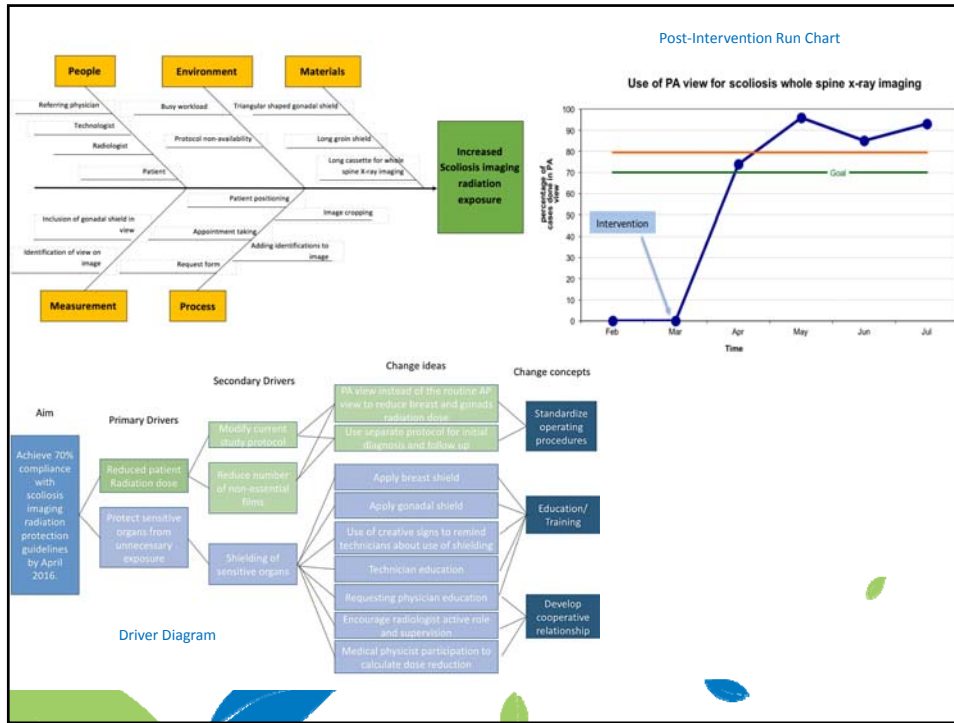 Post-Intervention Run Chart
People
Environment
Materials
Referring physician
Technologist
Radiologist
Patient
Busy workload
Protocol non-availability
Triangular shaped gonadal shield
Long groin shield
Long cassette for whole
spine X-ray imaging
Increased
Scoliosis imaging
radiation
exposure
Inclusion of gonadal shield in
view
Identification of view on
image
Patient positioning
Appointment taking
Request form
Image cropping
Adding identifications to
image
Measurement
Process
Use of PA view for scoliosis whole spine x-ray imaging
percentage of
cases done in PA
view
100
90
80
70
60
50
40
30
20
10
0
Goal
Intervention
Feb
Mar
Apr
May
Jun
Jul
Time
Aim
Primary Drivers
Secondary Drivers
Change ideas
Change concepts
Achieve 70%
compliance
with
scoliosis
imaging
radiation
protection
guidelines
by April
2016.
Reduced patient
Radiation dose
Protect sensitive
organs from
unnecessary
exposure
Modify current
study protocol
Reduce number
of non-essential
films
Shielding of
sensitive organs
PA view instead of the routine AP
view to reduce breast and gonads
radiation dose
Use separate protocol for initial
diagnosis and follow up
Apply breast shield
Apply gonadal shield
Use of creative signs to remind
technicians about use of shielding
Technician education
Requesting physician education
Encourage radiologist active role
and supervision
Medical physicist participation to
calculate dose reduction
Standardize
operating
procedures
Education/
Training
Develop
cooperative
relationship
Driver Diagram